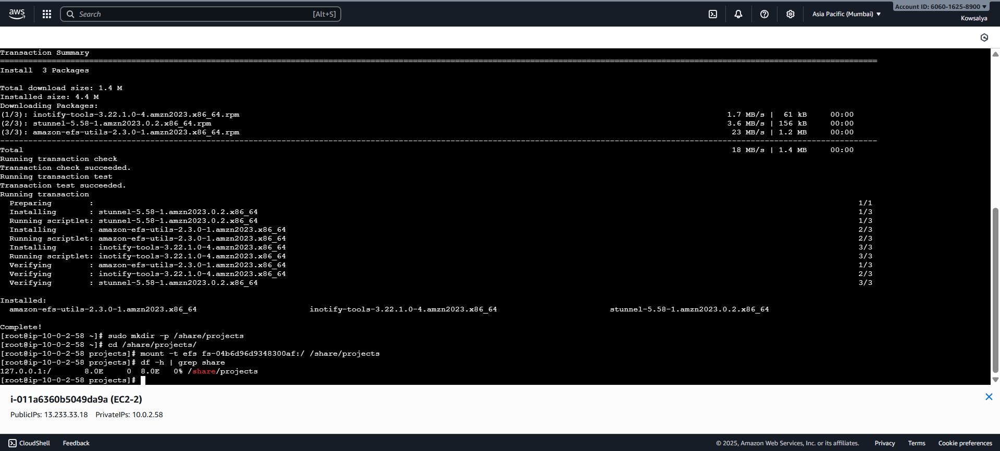 aws
Search [Alt+S]
Asia Pacific (Mumbai) ▼
Account ID: 6060-1625-8900 ▼
Kowsalya
Transaction Summary
================================================================================
Install  3 Packages
Total download size: 1.4 M
Installed size: 4.4 M
Downloading Packages:
(1/3): inotify-tools-3.22.1.0-4.amzn2023.x86_64.rpm 1.7 MB/s |  61 kB     00:00
(2/3): stunnel-5.58-1.amzn2023.0.2.x86_64.rpm 3.6 MB/s | 156 kB     00:00
(3/3): amazon-efs-utils-2.3.0-1.amzn2023.x86_64.rpm 23 MB/s | 1.2 MB     00:00
--------------------------------------------------------------------------------
Total 18 MB/s | 1.4 MB     00:00
Running transaction check
Transaction check succeeded.
Running transaction test
Transaction test succeeded.
Running transaction
  Preparing        : 1/1
  Installing       : stunnel-5.58-1.amzn2023.0.2.x86_64 1/3
  Running scriptlet: stunnel-5.58-1.amzn2023.0.2.x86_64 1/3
  Installing       : amazon-efs-utils-2.3.0-1.amzn2023.x86_64 2/3
  Running scriptlet: amazon-efs-utils-2.3.0-1.amzn2023.x86_64 2/3
  Installing       : inotify-tools-3.22.1.0-4.amzn2023.x86_64 3/3
  Running scriptlet: inotify-tools-3.22.1.0-4.amzn2023.x86_64 3/3
  Verifying        : amazon-efs-utils-2.3.0-1.amzn2023.x86_64 1/3
  Verifying        : inotify-tools-3.22.1.0-4.amzn2023.x86_64 2/3
  Verifying        : stunnel-5.58-1.amzn2023.0.2.x86_64 3/3
Installed:
  amazon-efs-utils-2.3.0-1.amzn2023.x86_64 inotify-tools-3.22.1.0-4.amzn2023.x86_64 stunnel-5.58-1.amzn2023.0.2.x86_64
Complete!
[root@ip-10-0-2-58 ~]# sudo mkdir -p /share/projects
[root@ip-10-0-2-58 ~]# cd /share/projects/
[root@ip-10-0-2-58 projects]# mount -t efs fs-04b6d96d9348300af:/ /share/projects
[root@ip-10-0-2-58 projects]# df -h | grep share
127.0.0.1:/       8.0E     0  8.0E   0% /share/projects
[root@ip-10-0-2-58 projects]#
i-011a6360b5049da9a (EC2-2)
PublicIPs: 13.233.33.18 PrivateIPs: 10.0.2.58
CloudShell Feedback © 2025, Amazon Web Services, Inc. or its affiliates. Privacy Terms Cookie preferences